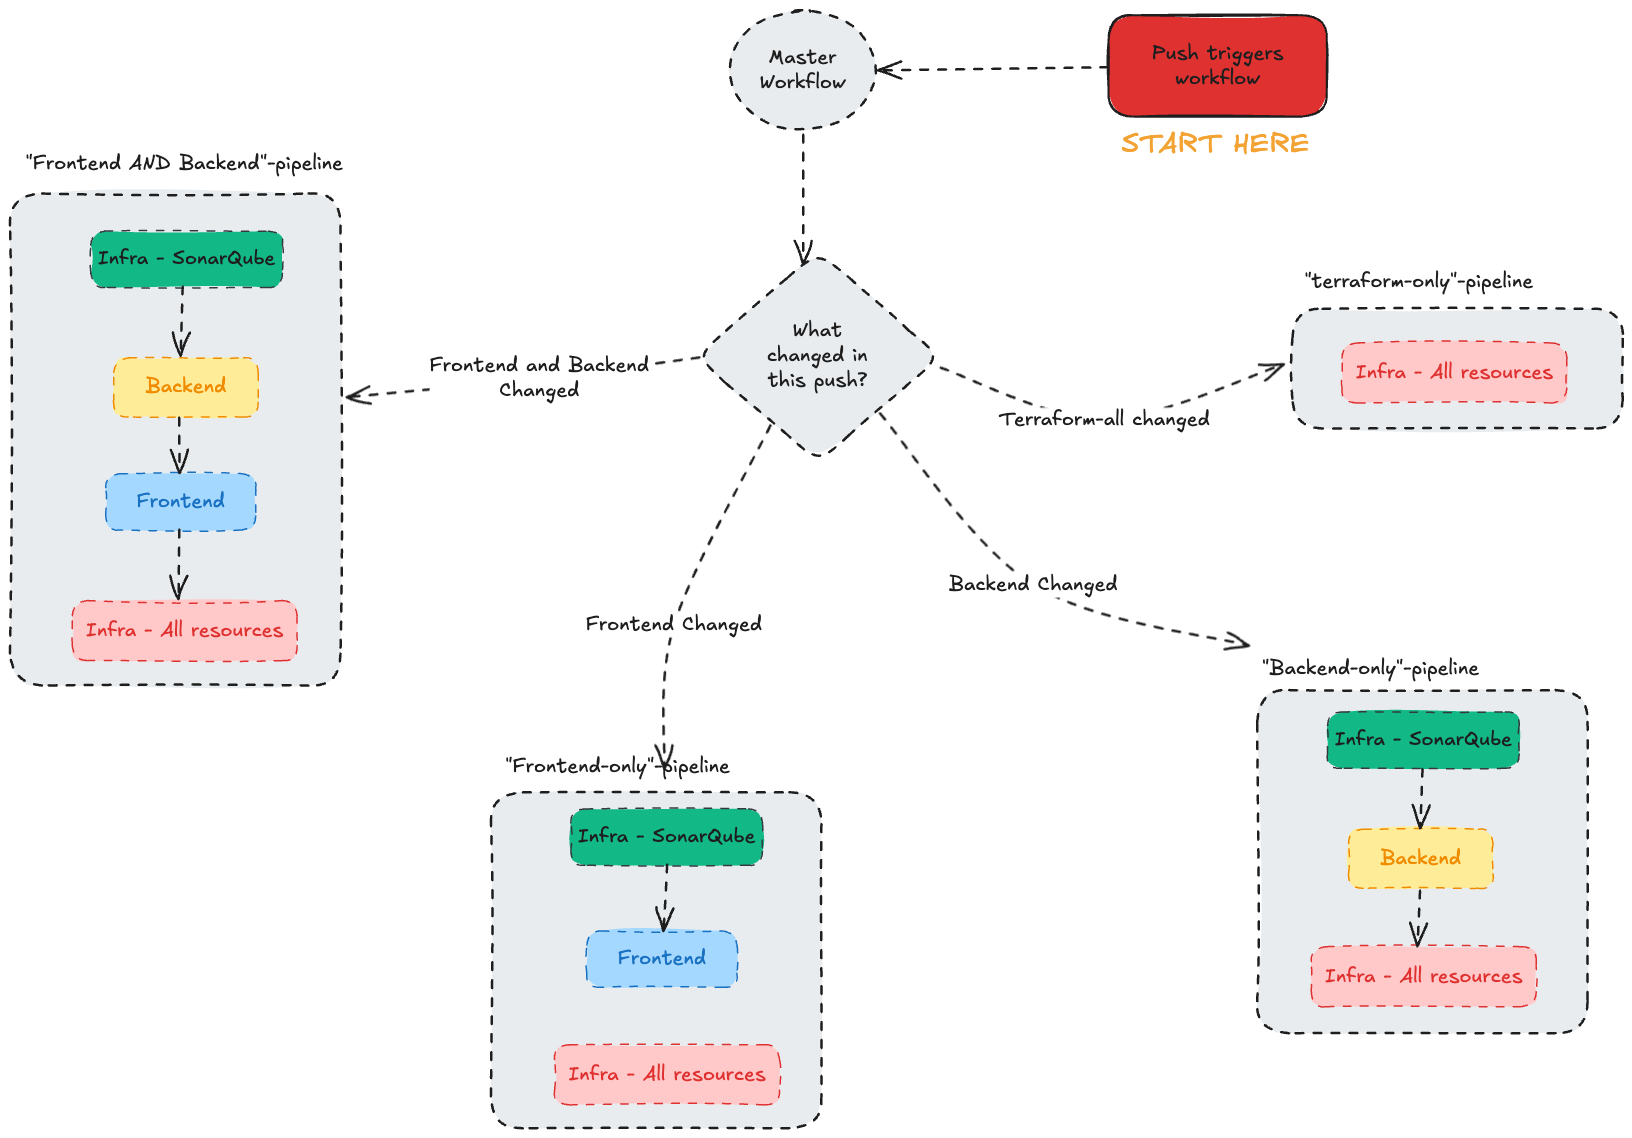 Master
Workflow
Push triggers
workflow
START HERE
"Frontend AND Backend"-pipeline
Infra - SonarQube
Backend
Frontend
Infra - All resources
What
changed in
this push?
Frontend and Backend
Changed
Terraform-all changed
"terraform-only"-pipeline
Infra - All resources
Frontend Changed
Backend Changed
"Frontend-only"-pipeline
Infra - SonarQube
Frontend
Infra - All resources
"Backend-only"-pipeline
Infra - SonarQube
Backend
Infra - All resources